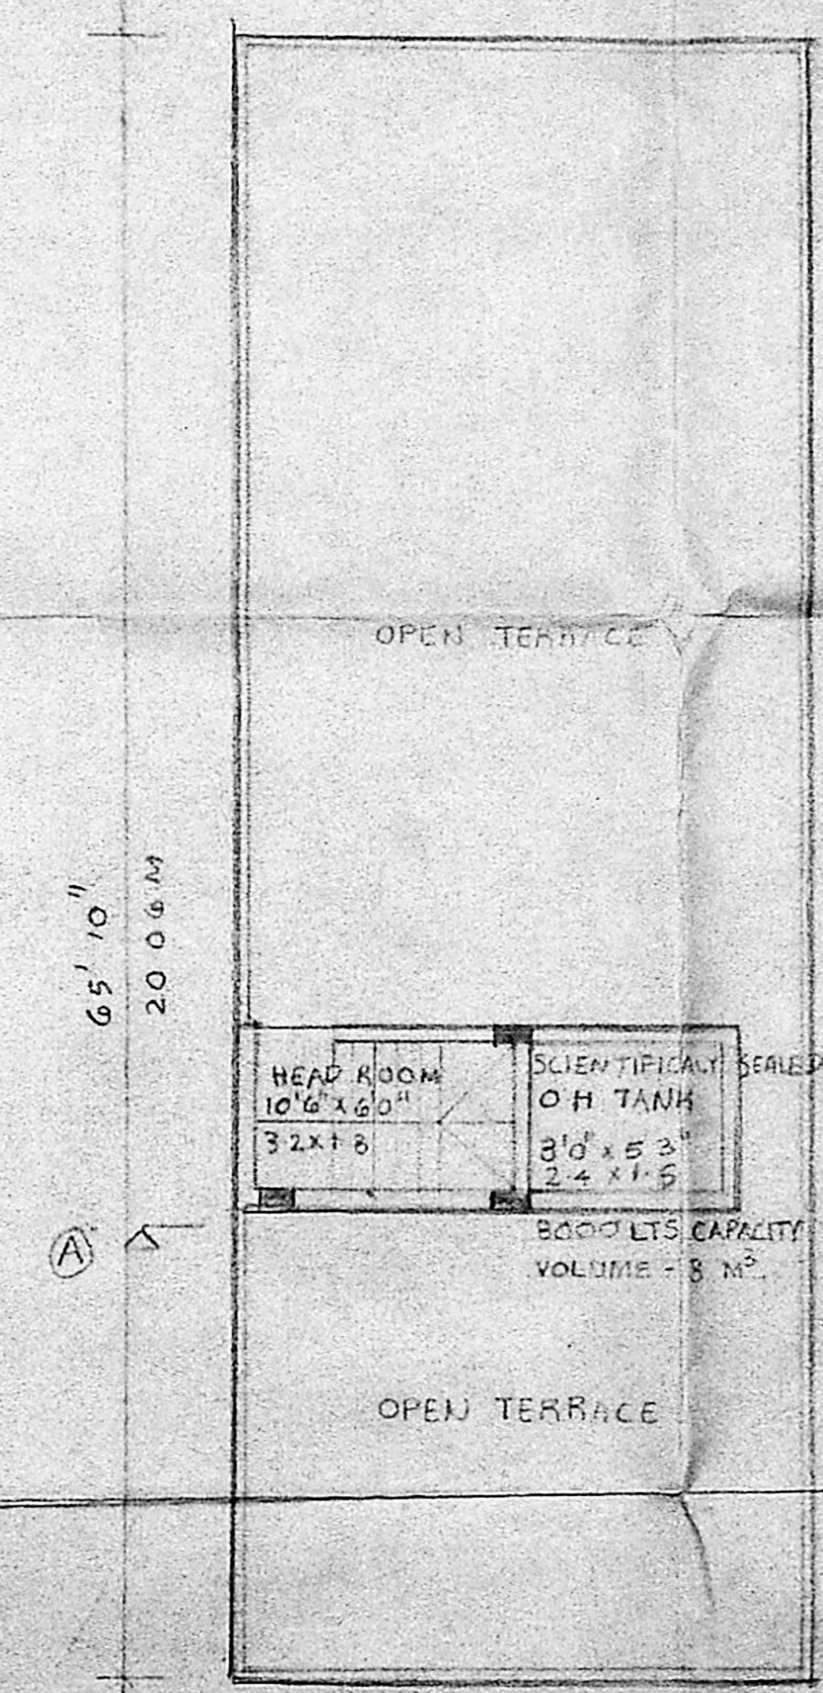 OPEN TERRACE
65' 10"
20 06 M
HEAD ROOM
10'6" x 6'0"
3 2 x 1 8
SCIENTIFICALY SEALED
O H TANK
8'0" x 5 3"
2.4 x 1.6
8000 LTS CAPACITY
VOLUME - 8 M³
A
OPEN TERRACE